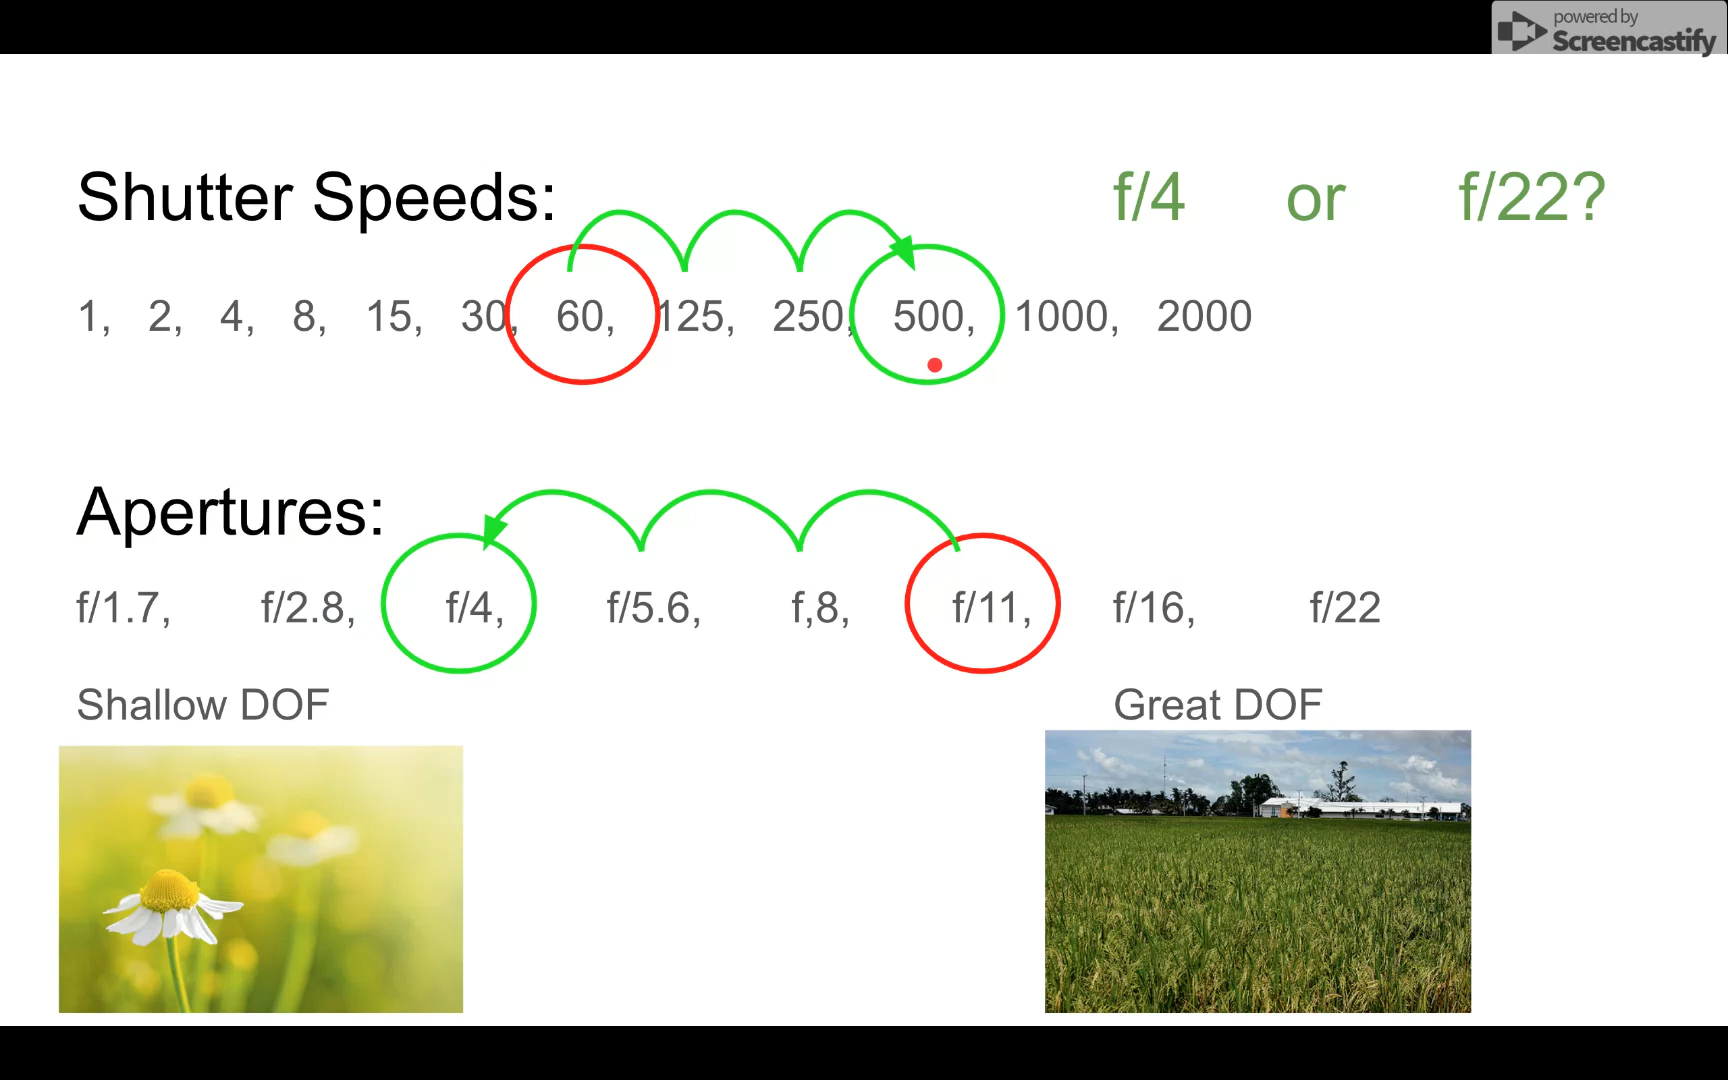 powered by
Screencastify
Shutter Speeds:
f/4 or f/22?
1, 2, 4, 8, 15, 30, 60, 125, 250, 500, 1000, 2000
Apertures:
f/1.7, f/2.8, f/4, f/5.6, f,8, f/11, f/16, f/22
Shallow DOF
Great DOF